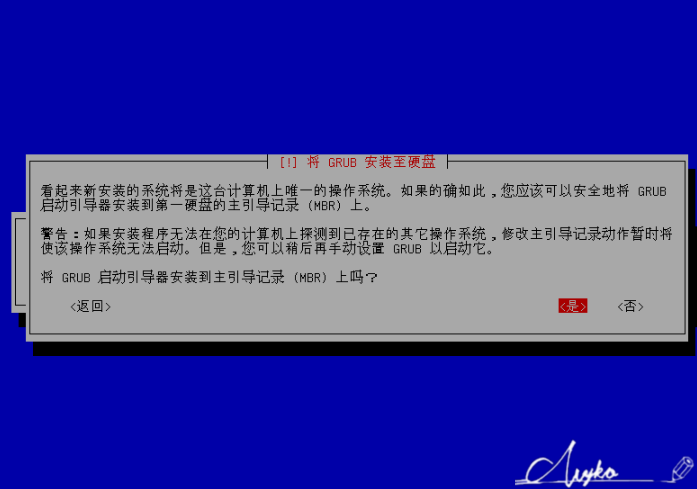 [!] 将 GRUB 安装至硬盘
看起来新安装的系统将是这台计算机上唯一的操作系统。如果的确如此,您应该可以安全地将 GRUB
启动引导器安装到第一硬盘的主引导记录 (MBR) 上。
警告:如果安装程序无法在您的计算机上探测到已存在的其它操作系统,修改主引导记录动作暂时将
使该操作系统无法启动。但是,您可以稍后再手动设置 GRUB 以启动它。
将 GRUB 启动引导器安装到主引导记录 (MBR) 上吗?
<返回> <是> <否>